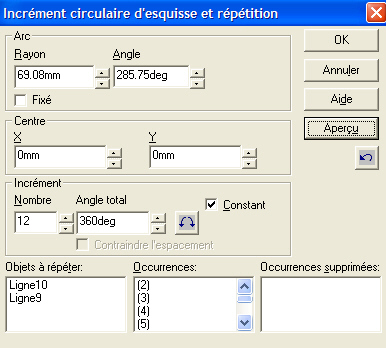 Incrément circulaire d'esquisse et répétition
Arc
Rayon
Angle
69.08mm
285.75deg
Fixé
OK
Annuler
Aide
Aperçu
Centre
X
Y
0mm
0mm
Incrément
Nombre
Angle total
12
360deg
Constant
Contraindre l'espacement
Objets à répéter:
Occurrences:
Occurrences supprimées:
Ligne10
Ligne9
(2)
(3)
(4)
(5)